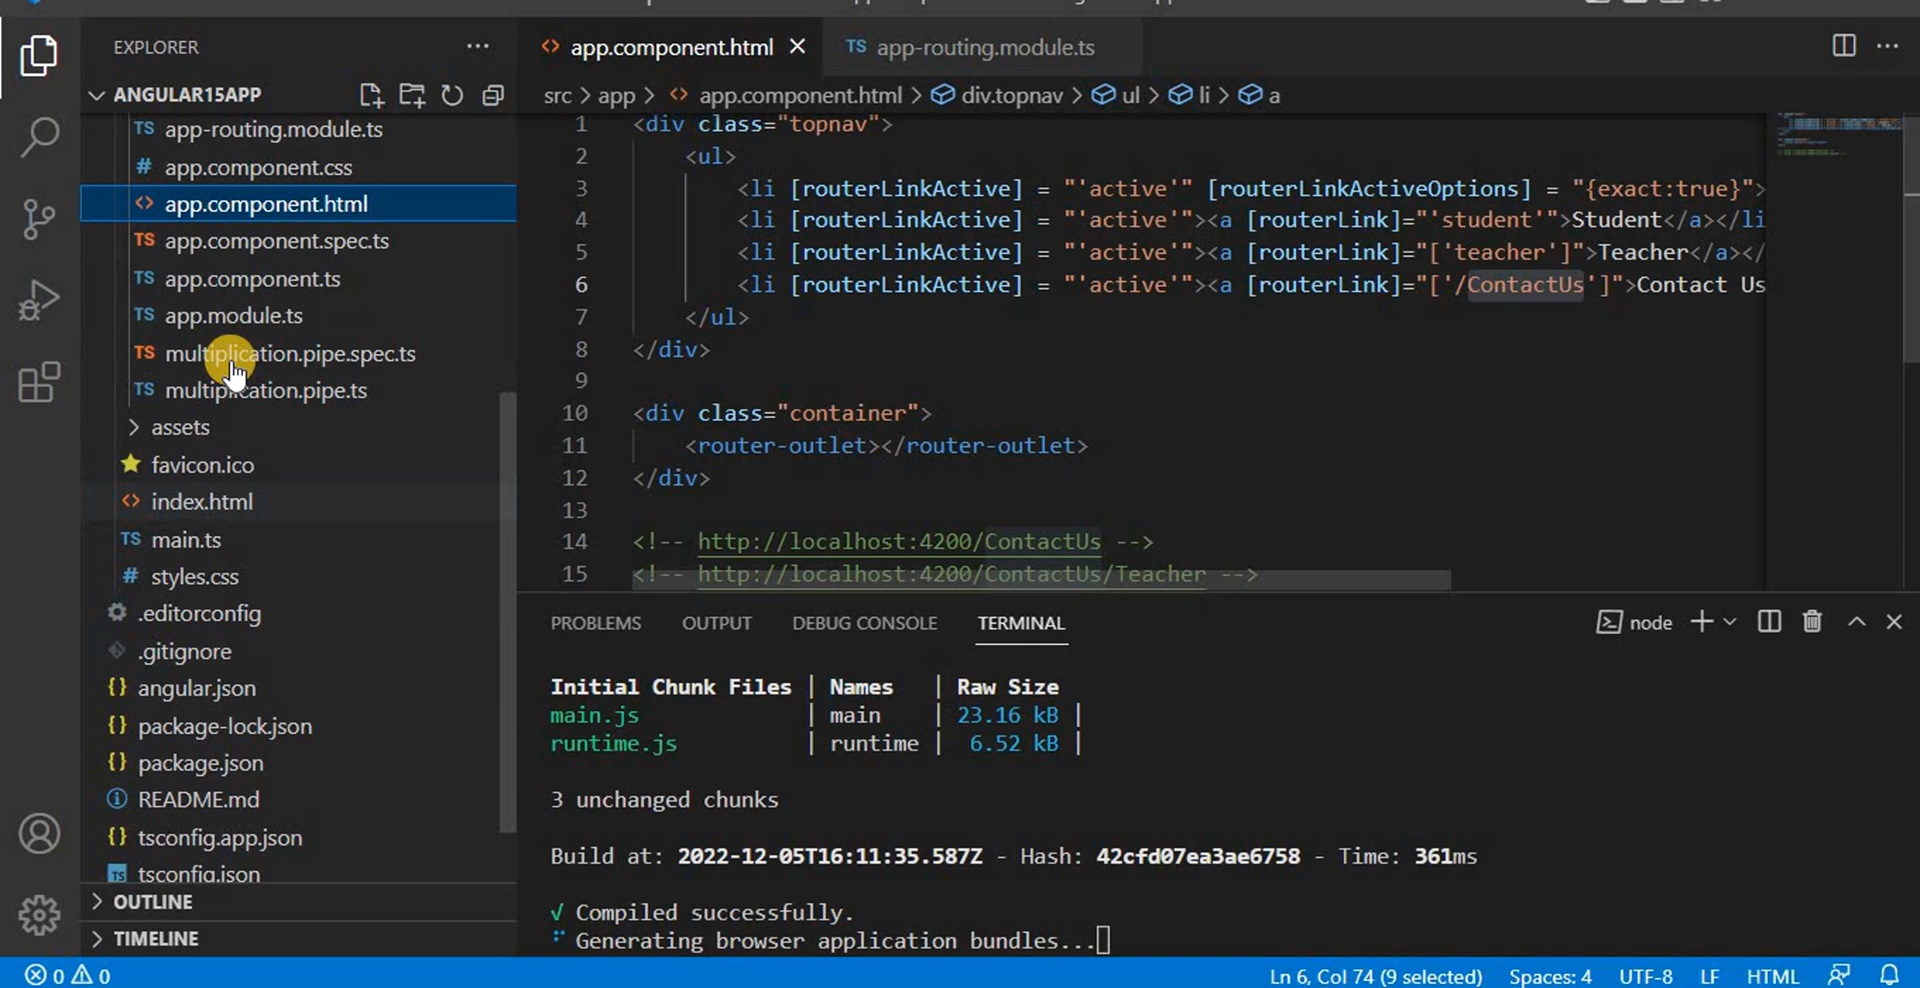 EXPLORER
ANGULAR15APP
TS app-routing.module.ts
# app.component.css
<> app.component.html
TS app.component.spec.ts
TS app.component.ts
TS app.module.ts
TS multiplication.pipe.spec.ts
TS multiplication.pipe.ts
> assets
favicon.ico
<> index.html
TS main.ts
# styles.css
.editorconfig
.gitignore
{} angular.json
{} package-lock.json
{} package.json
README.md
{} tsconfig.app.json
TS tsconfig.json
> OUTLINE
> TIMELINE
<> app.component.html ×
TS app-routing.module.ts
src > app > <> app.component.html > div.topnav > ul > li > a
1 <div class="topnav">
2 <ul>
3 <li [routerLinkActive] = "'active'" [routerLinkActiveOptions] = "{exact:true}">
4 <li [routerLinkActive] = "'active'"><a [routerLink]="'student'">Student</a></li
5 <li [routerLinkActive] = "'active'"><a [routerLink]="['teacher']">Teacher</a></
6 <li [routerLinkActive] = "'active'"><a [routerLink]="['/ContactUs']">Contact Us
7 </ul>
8 </div>
9
10 <div class="container">
11 <router-outlet></router-outlet>
12 </div>
13
14 <!-- http://localhost:4200/ContactUs -->
15 <!-- http://localhost:4200/ContactUs/Teacher -->
PROBLEMS OUTPUT DEBUG CONSOLE TERMINAL
node
Initial Chunk Files | Names | Raw Size
main.js | main | 23.16 kB |
runtime.js | runtime | 6.52 kB |
3 unchanged chunks
Build at: 2022-12-05T16:11:35.587Z - Hash: 42cfd07ea3ae6758 - Time: 361ms
√ Compiled successfully.
Generating browser application bundles...
0 0
Ln 6, Col 74 (9 selected) Spaces: 4 UTF-8 LF HTML